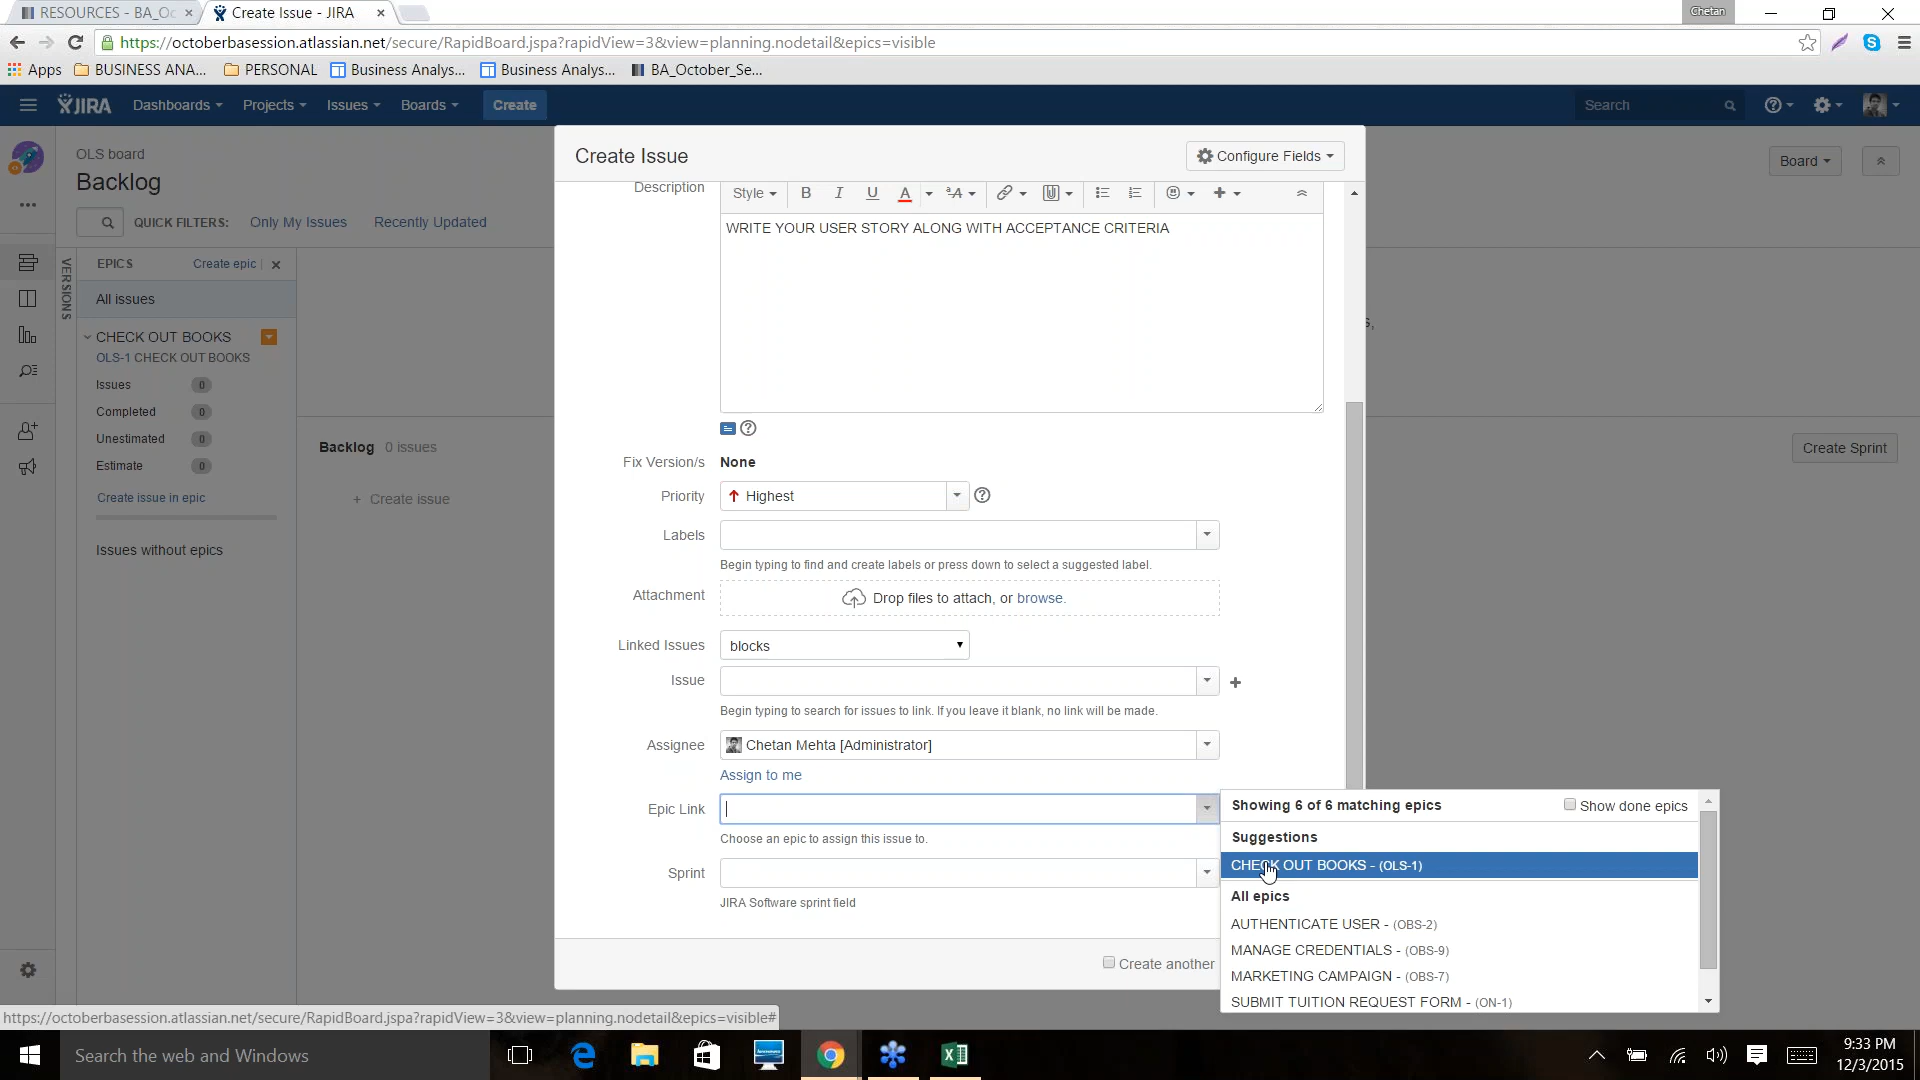 RESOURCES - BA_Oc
Create Issue - JIRA
Chetan
https://octoberbasession.atlassian.net/secure/RapidBoard.jspa?rapidView=3&view=planning.nodetail&epics=visible
Apps
BUSINESS ANA...
PERSONAL
Business Analys...
Business Analys...
BA_October_Se...
JIRA
Dashboards
Projects
Issues
Boards
Create
Search
OLS board
Backlog
Board
QUICK FILTERS:
Only My Issues
Recently Updated
VERSIONS
EPICS
Create epic
All issues
CHECK OUT BOOKS
OLS-1 CHECK OUT BOOKS
Issues 0
Completed 0
Unestimated 0
Estimate 0
Create issue in epic
Issues without epics
Backlog 0 issues
+ Create issue
Create Sprint
Create Issue
Configure Fields
Description
Style
WRITE YOUR USER STORY ALONG WITH ACCEPTANCE CRITERIA
Fix Version/s None
Priority Highest
Labels
Begin typing to find and create labels or press down to select a suggested label.
Attachment Drop files to attach, or browse.
Linked Issues blocks
Issue
Begin typing to search for issues to link. If you leave it blank, no link will be made.
Assignee Chetan Mehta [Administrator]
Assign to me
Epic Link
Choose an epic to assign this issue to.
Sprint
JIRA Software sprint field
Create another
Showing 6 of 6 matching epics
Show done epics
Suggestions
CHECK OUT BOOKS - (OLS-1)
All epics
AUTHENTICATE USER - (OBS-2)
MANAGE CREDENTIALS - (OBS-9)
MARKETING CAMPAIGN - (OBS-7)
SUBMIT TUITION REQUEST FORM - (ON-1)
https://octoberbasession.atlassian.net/secure/RapidBoard.jspa?rapidView=3&view=planning.nodetail&epics=visible#
Search the web and Windows
9:33 PM
12/3/2015